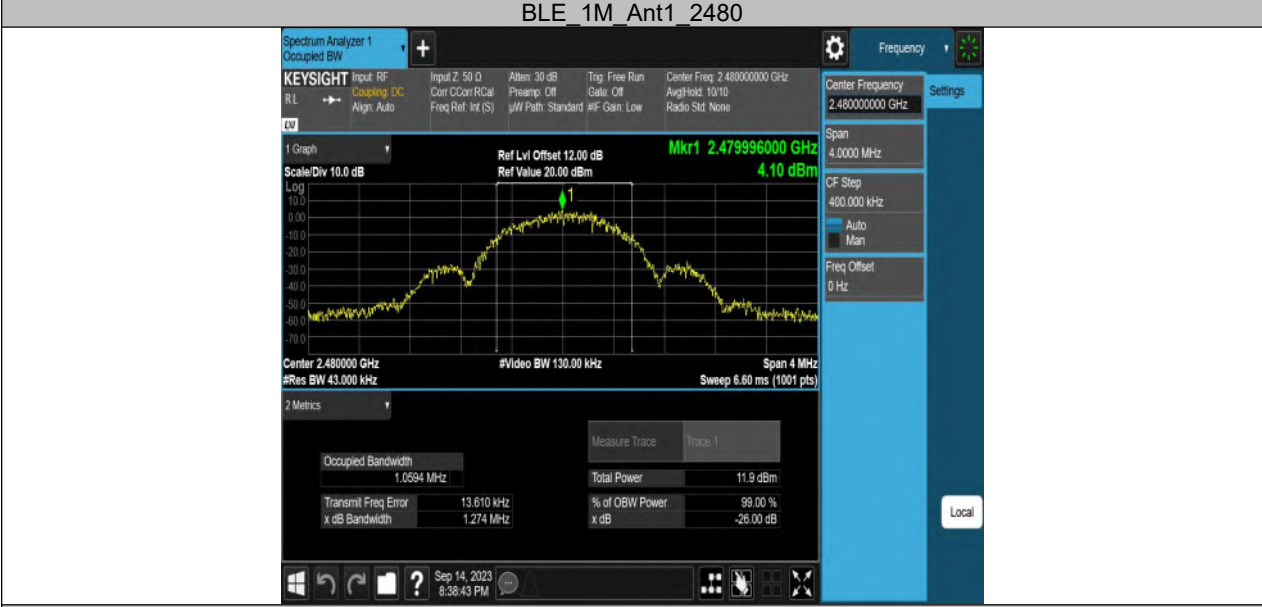 BLE_1M_Ant1_2480
Spectrum Analyzer 1
Occupied BW
+
Frequency
KEYSIGHT
R L
Input: RF
Coupling: DC
Align: Auto
Input Z: 50 Ω
Corr CCorr RCal
Freq Ref: Int (S)
Atten: 30 dB
Preamp: Off
µW Path: Standard
Trig: Free Run
Gate: Off
#IF Gain: Low
Center Freq: 2.480000000 GHz
Avg|Hold: 10/10
Radio Std: None
Center Frequency
2.480000000 GHz
Settings
Span
4.0000 MHz
CF Step
400.000 kHz
Auto
Man
Freq Offset
0 Hz
Local
1 Graph
Scale/Div 10.0 dB
Ref Lvl Offset 12.00 dB
Ref Value 20.00 dBm
Mkr1 2.479996000 GHz
4.10 dBm
Log
10.0
0.00
-10.0
-20.0
-30.0
-40.0
-50.0
-60.0
-70.0
1
Center 2.480000 GHz
#Video BW 130.00 kHz
Span 4 MHz
#Res BW 43.000 kHz
Sweep 6.60 ms (1001 pts)
2 Metrics
Measure Trace
Trace 1
Occupied Bandwidth
1.0594 MHz
Total Power
11.9 dBm
Transmit Freq Error
13.610 kHz
% of OBW Power
99.00 %
x dB Bandwidth
1.274 MHz
x dB
-26.00 dB
?
Sep 14, 2023
8:38:43 PM